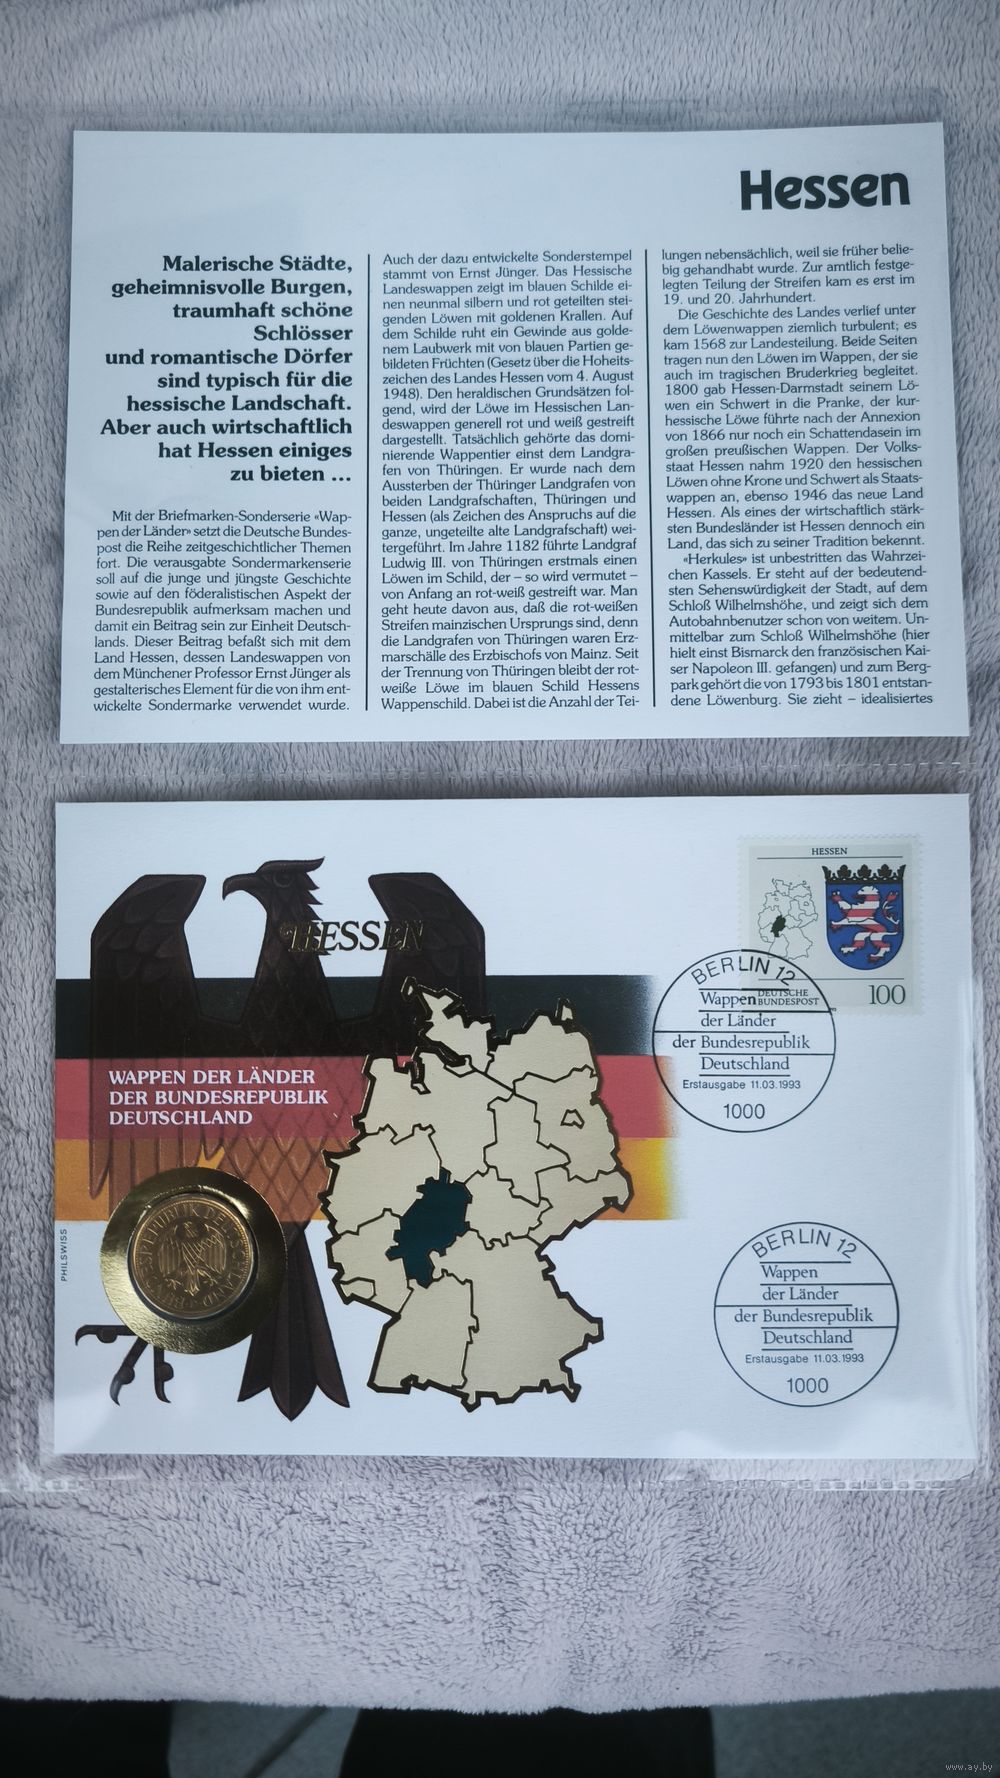 Hessen
Malerische Städte,
geheimnisvolle Burgen,
traumhaft schöne
Schlösser
und romantische Dörfer
sind typisch für die
hessische Landschaft.
Aber auch wirtschaftlich
hat Hessen einiges
zu bieten ...
Mit der Briefmarken-Sonderserie «Wap-
pen der Länder» setzt die Deutsche Bundes-
post die Reihe zeitgeschichtlicher Themen
fort. Die verausgabte Sondermarkenserie
soll auf die junge und jüngste Geschichte
sowie auf den föderalistischen Aspekt der
Bundesrepublik aufmerksam machen und
damit ein Beitrag sein zur Einheit Deutsch-
lands. Dieser Beitrag befaßt sich mit dem
Land Hessen, dessen Landeswappen von
dem Münchener Professor Ernst Jünger als
gestalterisches Element für die von ihm ent-
wickelte Sondermarke verwendet wurde.
Auch der dazu entwickelte Sonderstempel
stammt von Ernst Jünger. Das Hessische
Landeswappen zeigt im blauen Schilde ei-
nen neunmal silbern und rot geteilten stei-
genden Löwen mit goldenen Krallen. Auf
dem Schilde ruht ein Gewinde aus golde-
nem Laubwerk mit von blauen Partien ge-
bildeten Früchten (Gesetz über die Hoheits-
zeichen des Landes Hessen vom 4. August
1948). Den heraldischen Grundsätzen fol-
gend, wird der Löwe im Hessischen Lan-
deswappen generell rot und weiß gestreift
dargestellt. Tatsächlich gehörte das domi-
nierende Wappentier einst dem Landgra-
fen von Thüringen. Er wurde nach dem
Aussterben der Thüringer Landgrafen von
beiden Landgrafschaften, Thüringen und
Hessen (als Zeichen des Anspruchs auf die
ganze, ungeteilte alte Landgrafschaft) wei-
tergeführt. Im Jahre 1182 führte Landgraf
Ludwig III. von Thüringen erstmals einen
Löwen im Schild, der – so wird vermutet –
von Anfang an rot-weiß gestreift war. Man
geht heute davon aus, daß die rot-weißen
Streifen mainzischen Ursprungs sind, denn
die Landgrafen von Thüringen waren Erz-
marschälle des Erzbischofs von Mainz. Seit
der Trennung von Thüringen bleibt der rot-
weiße Löwe im blauen Schild Hessens
Wappenschild. Dabei ist die Anzahl der Tei-
lungen nebensächlich, weil sie früher belie-
big gehandhabt wurde. Zur amtlich festge-
legten Teilung der Streifen kam es erst im
19. und 20. Jahrhundert.
Die Geschichte des Landes verlief unter
dem Löwenwappen ziemlich turbulent; es
kam 1568 zur Landesteilung. Beide Seiten
tragen nun den Löwen im Wappen, der sie
auch im tragischen Bruderkrieg begleitet.
1800 gab Hessen-Darmstadt seinem Lö-
wen ein Schwert in die Pranke, der kur-
hessische Löwe führte nach der Annexion
von 1866 nur noch ein Schattendasein im
großen preußischen Wappen. Der Volks-
staat Hessen nahm 1920 den hessischen
Löwen ohne Krone und Schwert als Staats-
wappen an, ebenso 1946 das neue Land
Hessen. Als eines der wirtschaftlich stärk-
sten Bundesländer ist Hessen dennoch ein
Land, das sich zu seiner Tradition bekennt.
«Herkules» ist unbestritten das Wahrzei-
chen Kassels. Er steht auf der bedeutend-
sten Sehenswürdigkeit der Stadt, auf dem
Schloß Wilhelmshöhe, und zeigt sich dem
Autobahnbenutzer schon von weitem. Un-
mittelbar zum Schloß Wilhelmshöhe (hier
hielt einst Bismarck den französischen Kai-
ser Napoleon III. gefangen) und zum Berg-
park gehört die von 1793 bis 1801 entstan-
dene Löwenburg. Sie zieht – idealisiertes
HESSEN
HESSEN
DEUTSCHE
BUNDESPOST
100
BERLIN 12
Wappen
der Länder
der Bundesrepublik
Deutschland
Erstausgabe 11.03.1993
1000
WAPPEN DER LÄNDER
DER BUNDESREPUBLIK
DEUTSCHLAND
BUNDESREPUBLIK DEUTSCHLAND
PHILSWISS
BERLIN 12
Wappen
der Länder
der Bundesrepublik
Deutschland
Erstausgabe 11.03.1993
1000
www.ay.by